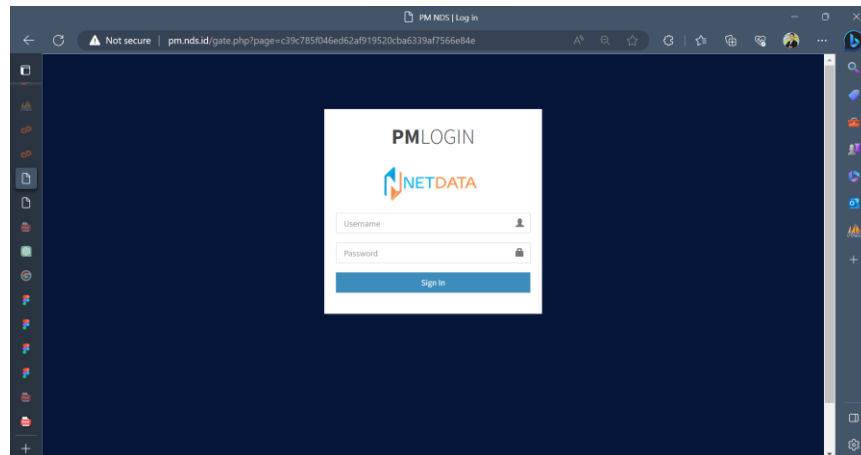 PM NDS | Log in
Not secure | pm.nds.id/gate.php?page=c39c785f046ed62af919520cba6339af7566e84e
PMLOGIN
NETDATA
Username
Password
Sign In